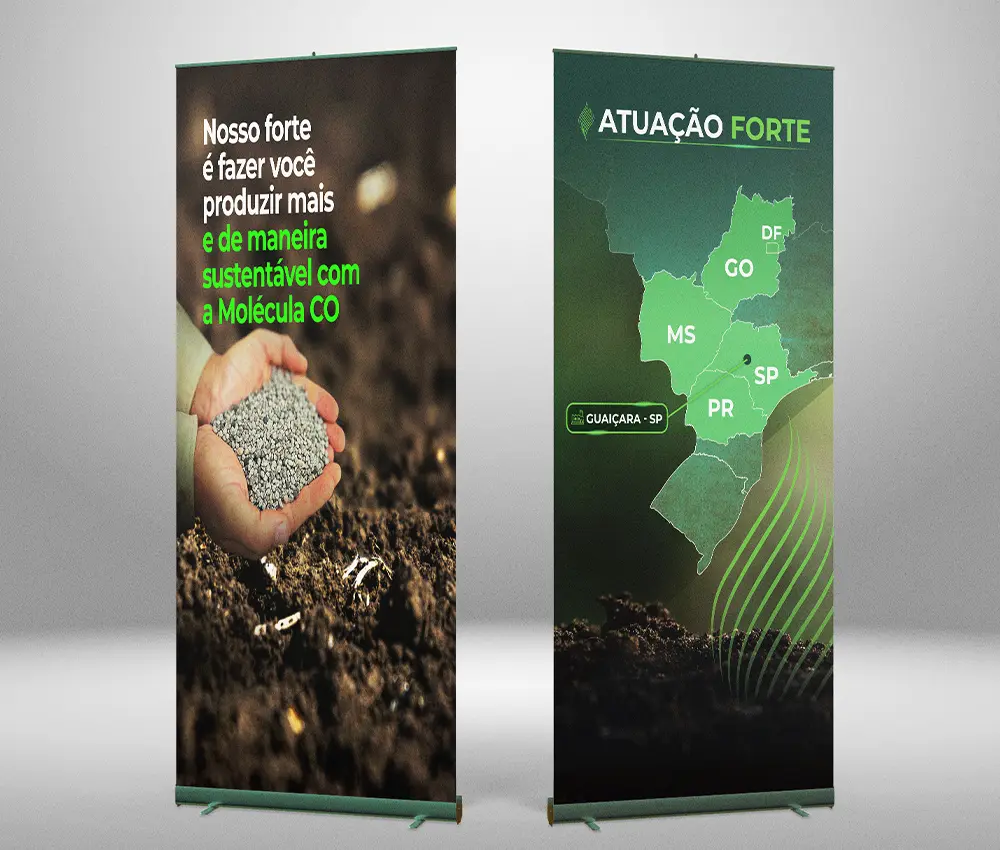 Nosso forte
é fazer você
produzir mais
e de maneira
sustentável com
a Molécula CO
ATUAÇÃO FORTE
DF
GO
MS
SP
PR
GUAIÇARA - SP